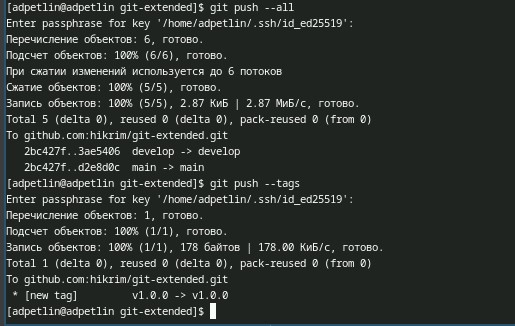 [adpetlin@adpetlin git-extended]$ git push --all
Enter passphrase for key '/home/adpetlin/.ssh/id_ed25519':
Перечисление объектов: 6, готово.
Подсчет объектов: 100% (6/6), готово.
При сжатии изменений используется до 6 потоков
Сжатие объектов: 100% (5/5), готово.
Запись объектов: 100% (5/5), 2.87 КиБ | 2.87 МиБ/с, готово.
Total 5 (delta 0), reused 0 (delta 0), pack-reused 0 (from 0)
To github.com:hikrim/git-extended.git
   2bc427f..3ae5406  develop -> develop
   2bc427f..d2e8d0c  main -> main
[adpetlin@adpetlin git-extended]$ git push --tags
Enter passphrase for key '/home/adpetlin/.ssh/id_ed25519':
Перечисление объектов: 1, готово.
Подсчет объектов: 100% (1/1), готово.
Запись объектов: 100% (1/1), 178 байтов | 178.00 КиБ/с, готово.
Total 1 (delta 0), reused 0 (delta 0), pack-reused 0 (from 0)
To github.com:hikrim/git-extended.git
 * [new tag]         v1.0.0 -> v1.0.0
[adpetlin@adpetlin git-extended]$